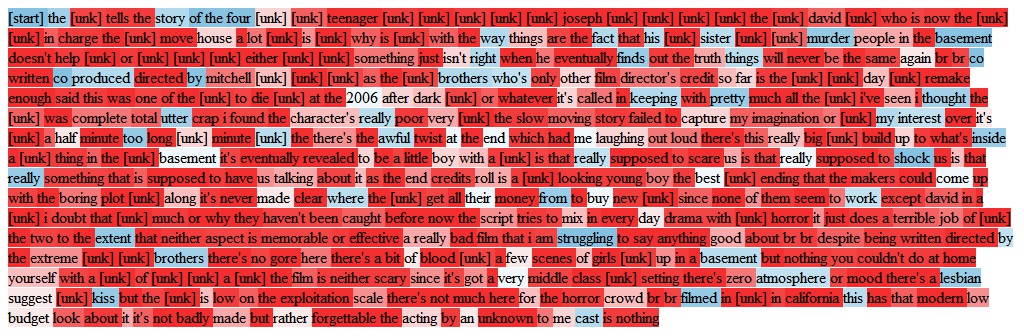 [start] the [unk] tells the story of the four [unk] [unk] teenager [unk] [unk] [unk] [unk] [unk] joseph [unk] [unk] [unk] [unk] the [unk] david [unk] who is now the [unk]
[unk] in charge the [unk] move house a lot [unk] is [unk] why is [unk] with the way things are the fact that his [unk] sister [unk] [unk] murder people in the basement
doesn't help [unk] or [unk] [unk] [unk] either [unk] [unk] something just isn't right when he eventually finds out the truth things will never be the same again br br co
written co produced directed by mitchell [unk] [unk] [unk] as the [unk] brothers who's only other film director's credit so far is the [unk] [unk] day [unk] remake
enough said this was one of the [unk] to die [unk] at the 2006 after dark [unk] or whatever it's called in keeping with pretty much all the [unk] i've seen i thought the
[unk] was complete total utter crap i found the character's really poor very [unk] the slow moving story failed to capture my imagination or [unk] my interest over it's
[unk] a half minute too long [unk] minute [unk] the there's the awful twist at the end which had me laughing out loud there's this really big [unk] build up to what's inside
a [unk] thing in the [unk] basement it's eventually revealed to be a little boy with a [unk] is that really supposed to scare us is that really supposed to shock us is that
really something that is supposed to have us talking about it as the end credits roll is a [unk] looking young boy the best [unk] ending that the makers could come up
with the boring plot [unk] along it's never made clear where the [unk] get all their money from to buy new [unk] since none of them seem to work except david in a
[unk] i doubt that [unk] much or why they haven't been caught before now the script tries to mix in every day drama with horror it just does a terrible job of [unk]
the two to the extent that neither aspect is memorable or effective a really bad film that i am struggling to say anything good about br br despite being written directed by
the extreme [unk] [unk] brothers there's no gore here there's a bit of blood [unk] a few scenes of girls [unk] up in a basement but nothing you couldn't do at home
yourself with a [unk] of [unk] a [unk] a [unk] the film is neither scary since it's got a very middle class [unk] setting there's zero atmosphere or mood there's a lesbian
suggest [unk] kiss but the [unk] is low on the exploitation scale there's not much here for the horror crowd br br filmed in [unk] in california this has that modern low
budget look about it it's not badly made but rather forgettable the acting by an unknown to me cast is nothing